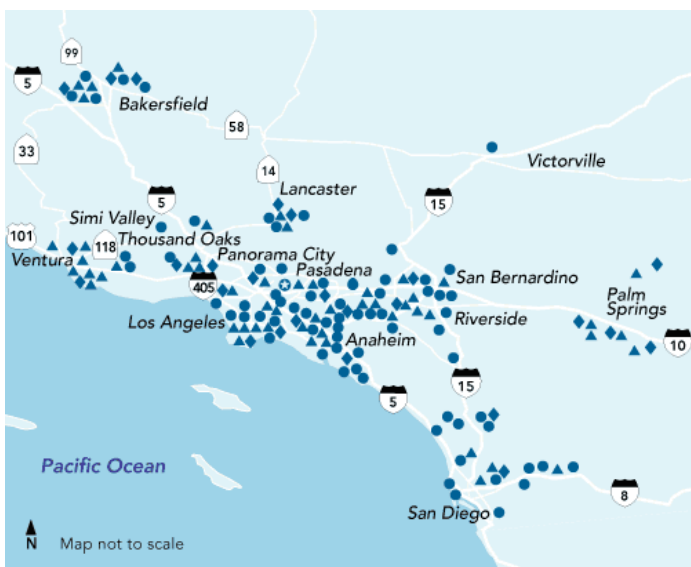 99
5
Bakersfield
58
33
14
Victorville
Lancaster
5
15
Simi Valley
101
118
Thousand Oaks
Panorama City
Ventura
Pasadena
San Bernardino
405
Palm
Springs
Los Angeles
Riverside
Anaheim
10
15
5
Pacific Ocean
8
San Diego
N
Map not to scale